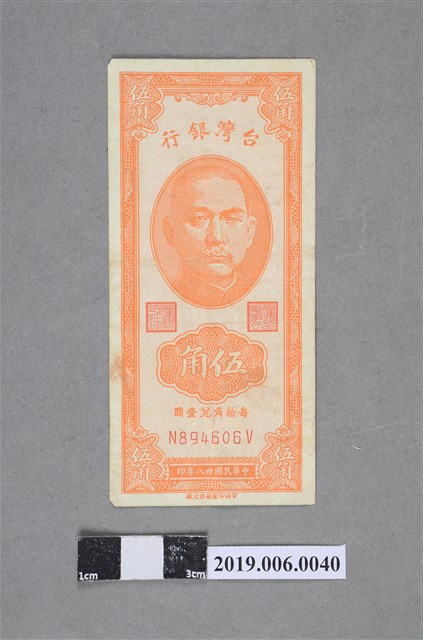 伍角
伍角
台灣銀行
伍角
每拾角兌壹圓
N894606V
伍角
伍角
中華民國卅八年印
1cm
3cm
2019.006.0040